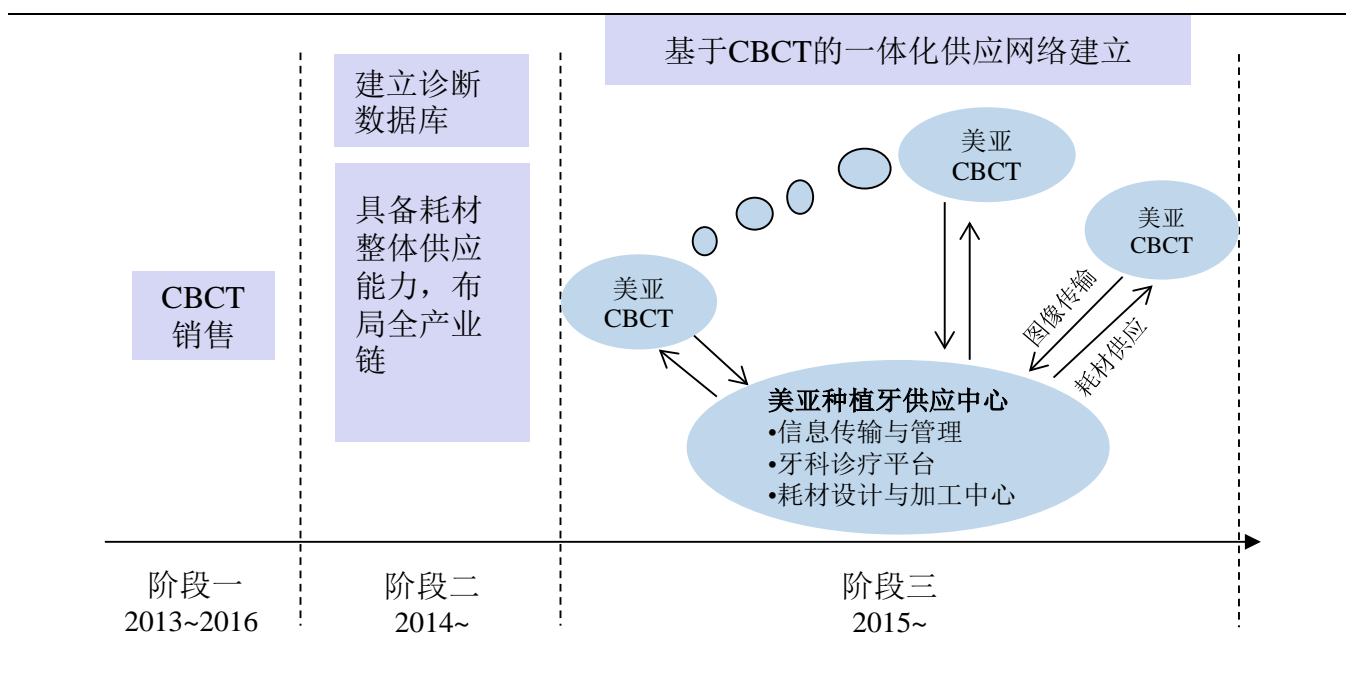 基于CBCT的一体化供应网络建立
建立诊断
数据库
具备耗材
整体供应
能力，布
局全产业
链
CBCT
销售
美亚
CBCT
美亚
CBCT
美亚
CBCT
图像传输
耗材供应
美亚种植牙供应中心
•信息传输与管理
•牙科诊疗平台
•耗材设计与加工中心
阶段一
2013~2016
阶段二
2014~
阶段三
2015~